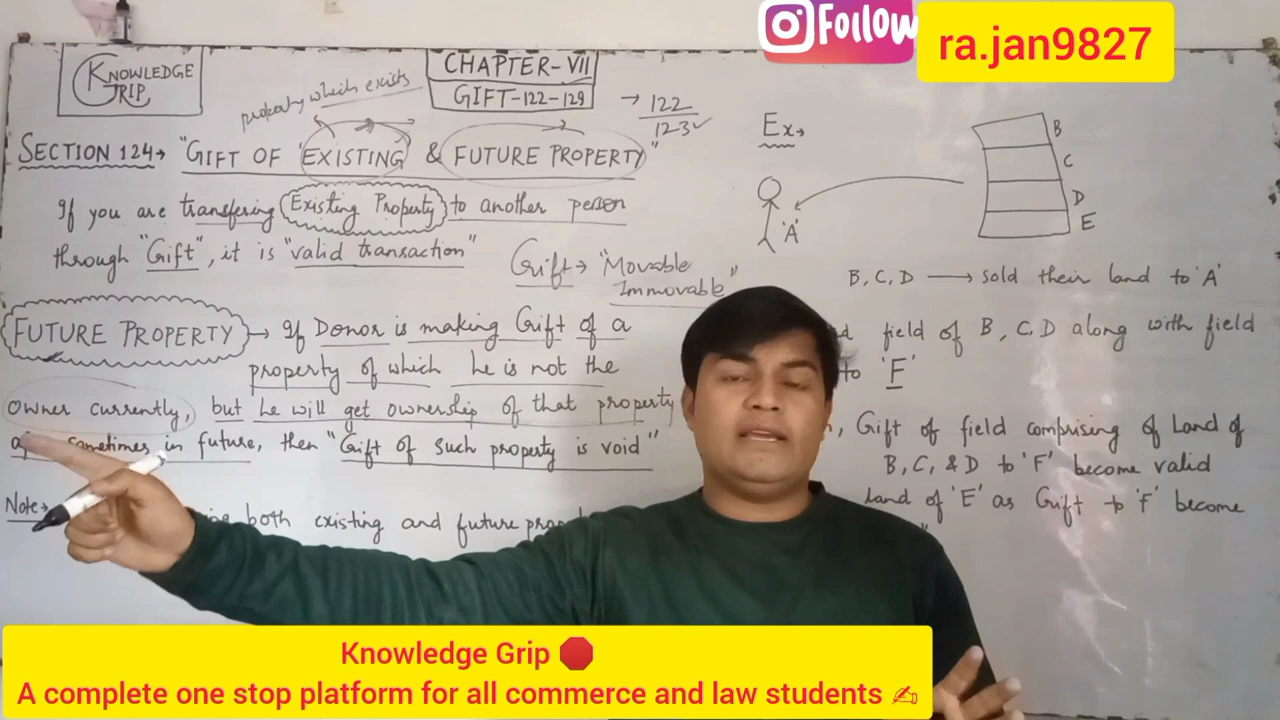 Follow
ra.jan9827
KNOWLEDGE
GRIP
CHAPTER-VII
GIFT-122-129
→ 122
123✓
property which exists
SECTION 124→ "GIFT OF 'EXISTING' & FUTURE PROPERTY"
If you are transfering Existing Property to another person
through "Gift", it is "valid transaction"
Gift → "Movable
Immovable"
FUTURE PROPERTY → If Donor is making Gift of a
property of which he is not the
owner currently, but he will get ownership of that property
sometimes in future, then "Gift of such property is void"
Note→ both existing and future
Ex→
B
C
D
E
'A'
B, C, D → sold their land to 'A'
field of B, C, D along with field
to 'F'
, Gift of field comprising of Land of
B, C, & D to 'F' become valid
land of 'E' as Gift to 'F' become
Knowledge Grip 🛑
A complete one stop platform for all commerce and law students ✍